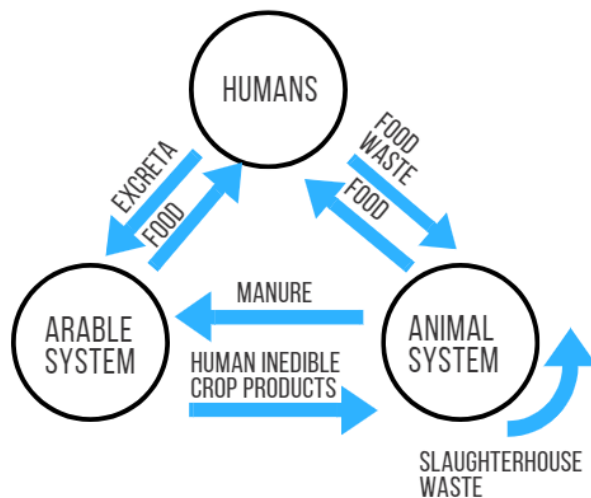 HUMANS
EXCRETA
FOOD
FOOD
WASTE
FOOD
ARABLE
SYSTEM
MANURE
ANIMAL
SYSTEM
HUMAN INEDIBLE
CROP PRODUCTS
SLAUGHTERHOUSE
WASTE